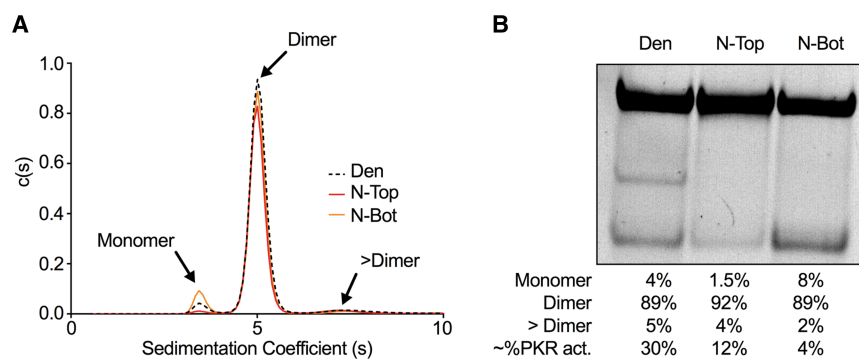 A
Dimer
1.0
0.8
0.6
0.4
0.2
0.0
c(s)
Den
N-Top
N-Bot
Monomer
>Dimer
0
5
10
Sedimentation Coefficient (s)
B
Den N-Top N-Bot
Monomer 4% 1.5% 8%
Dimer 89% 92% 89%
> Dimer 5% 4% 2%
~%PKR act. 30% 12% 4%